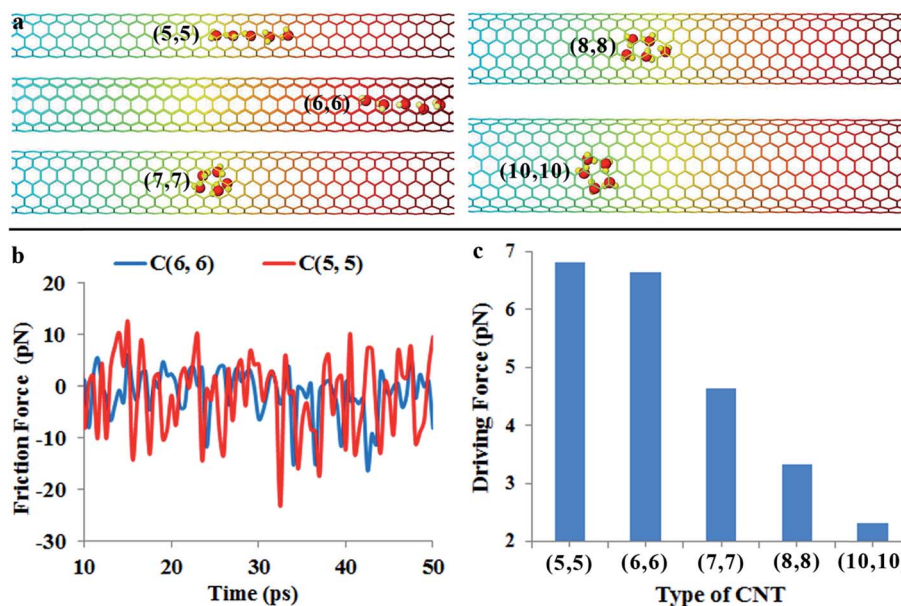 a
(5,5)
(6,6)
(7,7)
(8,8)
(10,10)
b
C(6, 6) C(5, 5)
Friction Force (pN)
20
10
0
-10
-20
-30
10 20 30 40 50
Time (ps)
c
Driving Force (pN)
7
6
5
4
3
2
(5,5) (6,6) (7,7) (8,8) (10,10)
Type of CNT